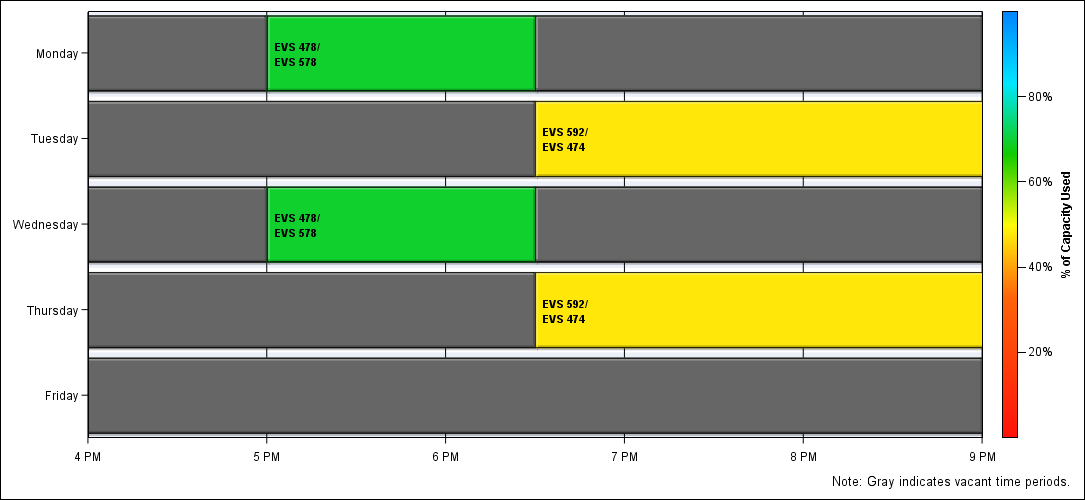 Monday
EVS 478/
EVS 578
Tuesday
EVS 592/
EVS 474
Wednesday
EVS 478/
EVS 578
Thursday
EVS 592/
EVS 474
Friday
4 PM 5 PM 6 PM 7 PM 8 PM 9 PM
80%
60%
40%
20%
% of Capacity Used
Note: Gray indicates vacant time periods.